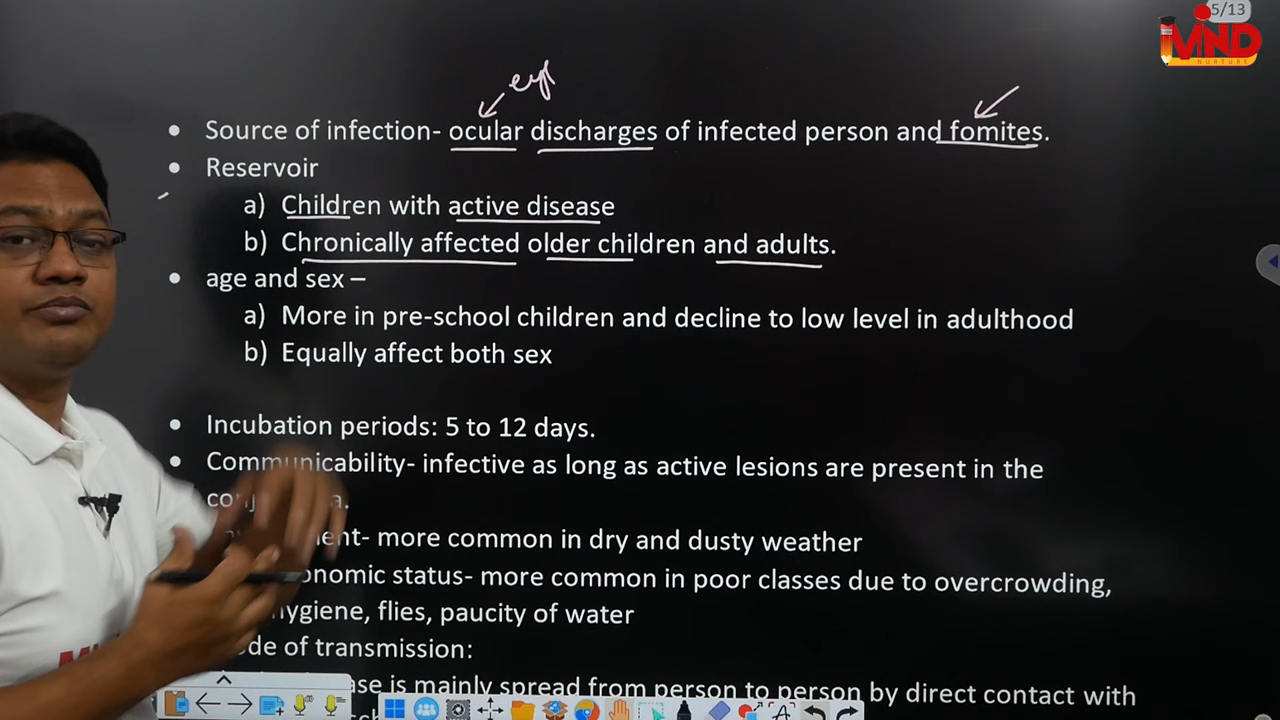 5/13
MIND
NURTURE
eye
• Source of infection- ocular discharges of infected person and fomites.
• Reservoir
a) Children with active disease
b) Chronically affected older children and adults.
• age and sex –
a) More in pre-school children and decline to low level in adulthood
b) Equally affect both sex
• Incubation periods: 5 to 12 days.
• Communicability- infective as long as active lesions are present in the
- more common in dry and dusty weather
status- more common in poor classes due to overcrowding,
hygiene, flies, paucity of water
of transmission:
is mainly spread from person to person by direct contact with